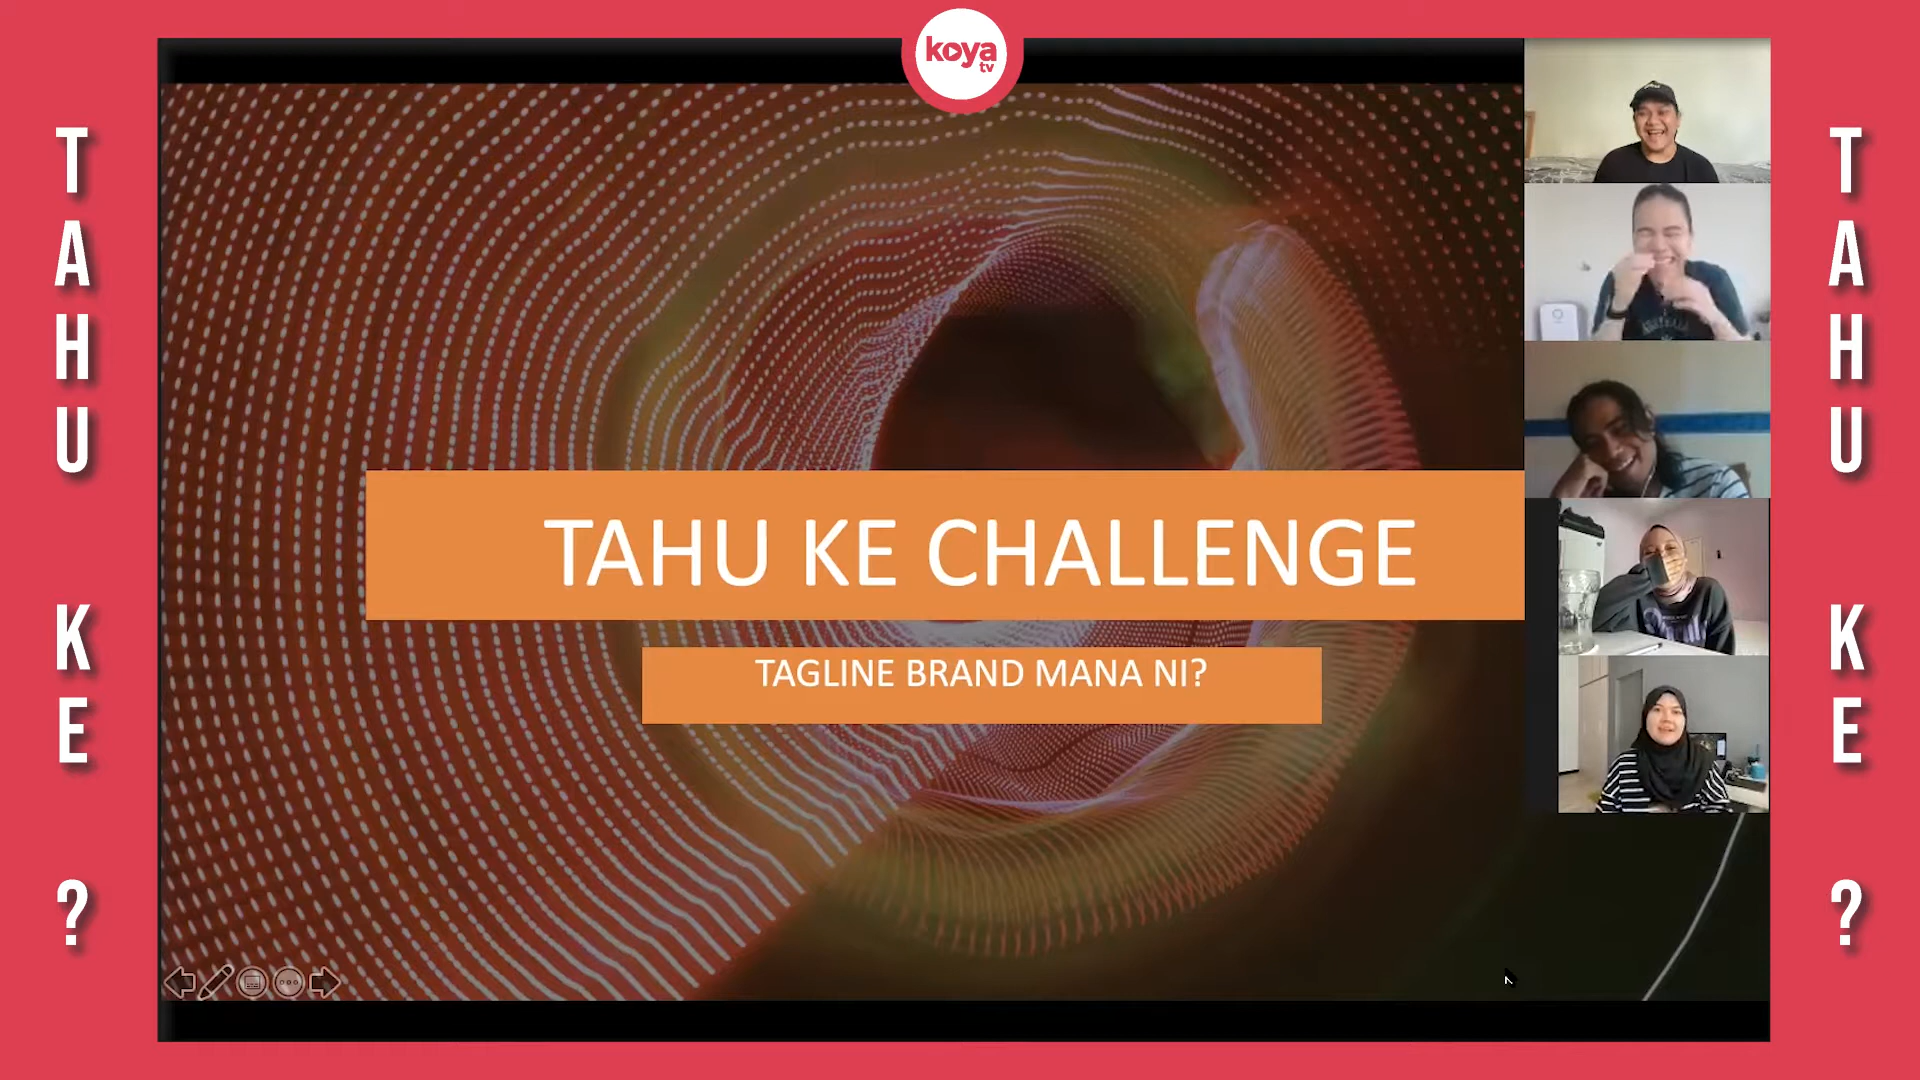 koya
tv
TAHU KE ?
TAHU KE CHALLENGE
TAGLINE BRAND MANA NI?
TAHU KE ?